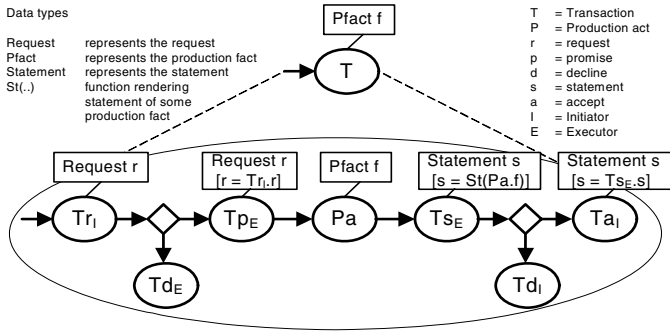 Data types
Request represents the request
Pfact represents the production fact
Statement represents the statement
St(..) function rendering
statement of some
production fact
Pfact f
T
T = Transaction
P = Production act
r = request
p = promise
d = decline
s = statement
a = accept
I = Initiator
E = Executor
Request r
Request r
[r = TrI.r]
Pfact f
Statement s
[s = St(Pa.f)]
Statement s
[s = TsE.s]
TrI
TpE
Pa
TsE
TaI
TdE
TdI